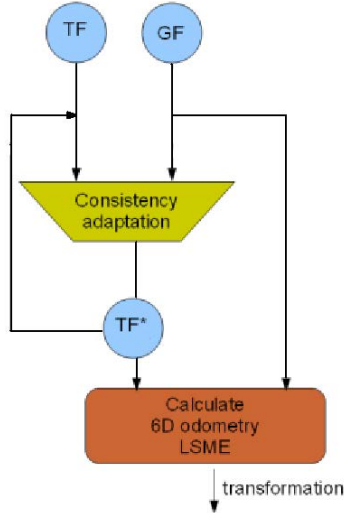 TF
GF
Consistency
adaptation
TF*
Calculate
6D odometry
LSME
transformation